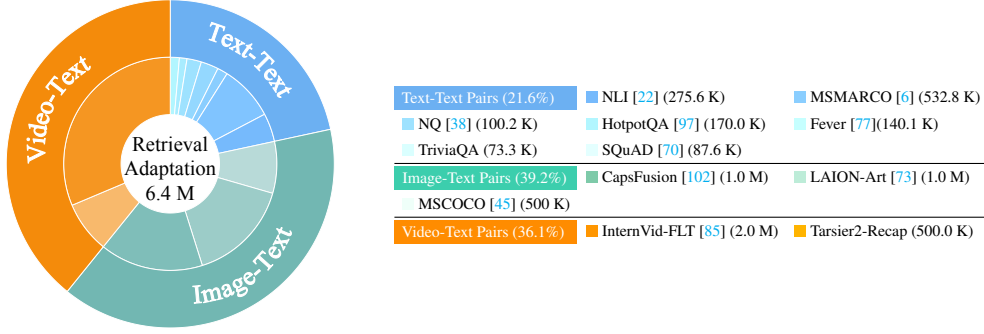 Video-Text
Text-Text
Image-Text
Retrieval
Adaptation
6.4 M
Text-Text Pairs (21.6%) NLI [22] (275.6 K) MSMARCO [6] (532.8 K)
NQ [38] (100.2 K) HotpotQA [97] (170.0 K) Fever [77](140.1 K)
TriviaQA (73.3 K) SQuAD [70] (87.6 K)
Image-Text Pairs (39.2%) CapsFusion [102] (1.0 M) LAION-Art [73] (1.0 M)
MSCOCO [45] (500 K)
Video-Text Pairs (36.1%) InternVid-FLT [85] (2.0 M) Tarsier2-Recap (500.0 K)